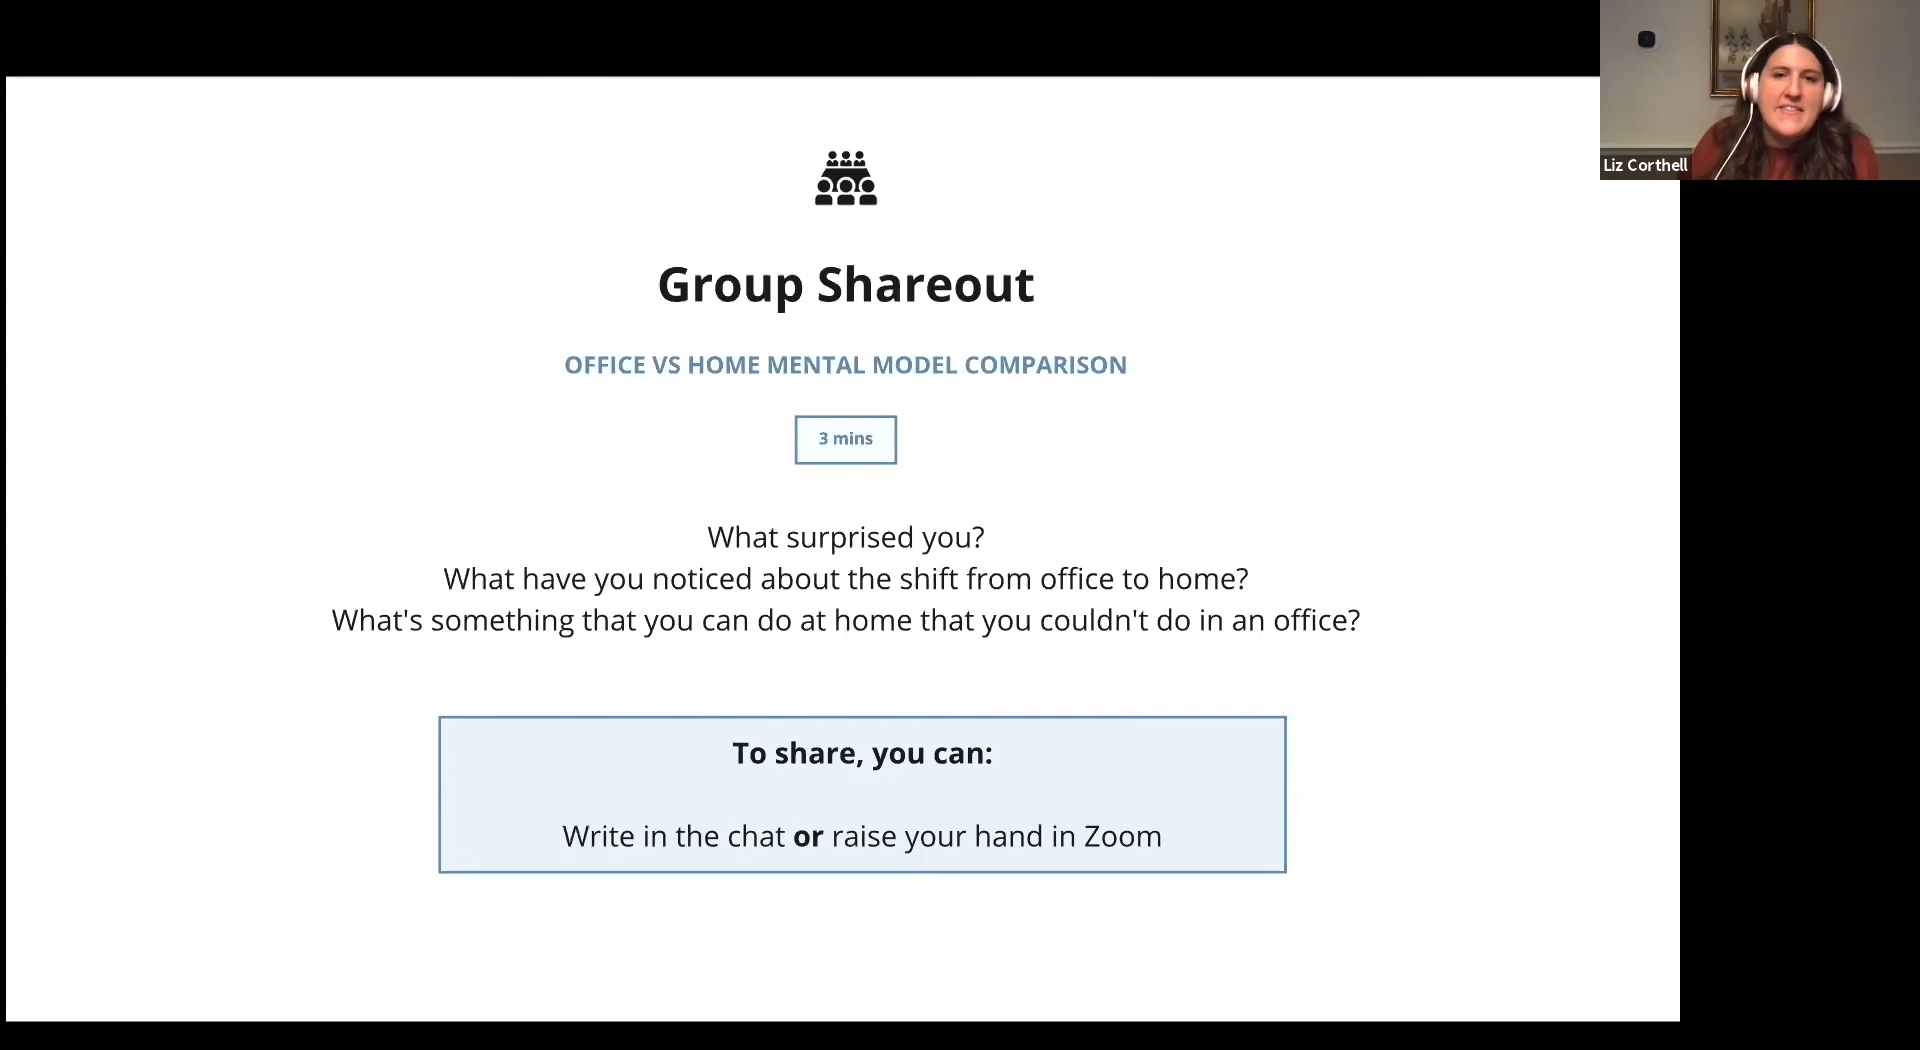 Liz Corthell
Group Shareout
OFFICE VS HOME MENTAL MODEL COMPARISON
3 mins
What surprised you?
What have you noticed about the shift from office to home?
What's something that you can do at home that you couldn't do in an office?
To share, you can:
Write in the chat or raise your hand in Zoom